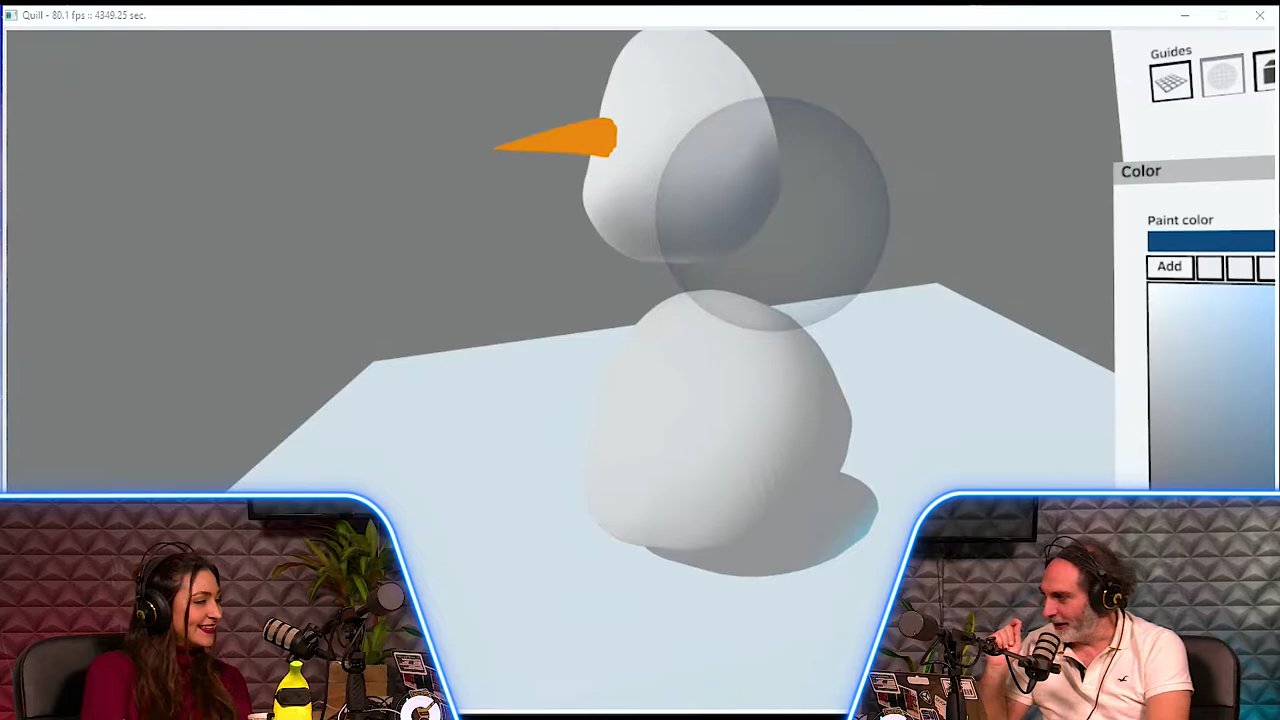 Quill - 80.1 fps :: 4349.25 sec.
Guides
Color
Paint color
Add